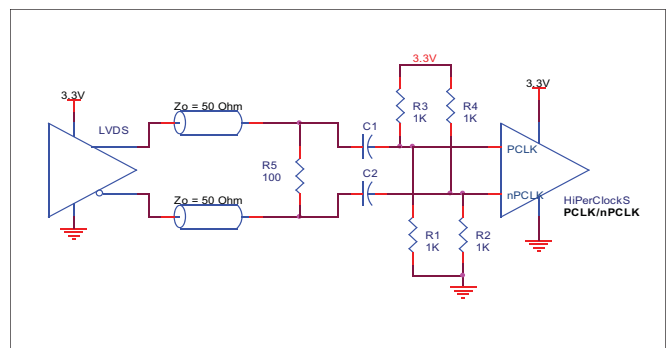 3.3V
LVDS
Zo = 50 Ohm
Zo = 50 Ohm
R5
100
C1
C2
3.3V
R3
1K
R4
1K
R1
1K
R2
1K
3.3V
PCLK
nPCLK
HiPerClockS
PCLK/nPCLK